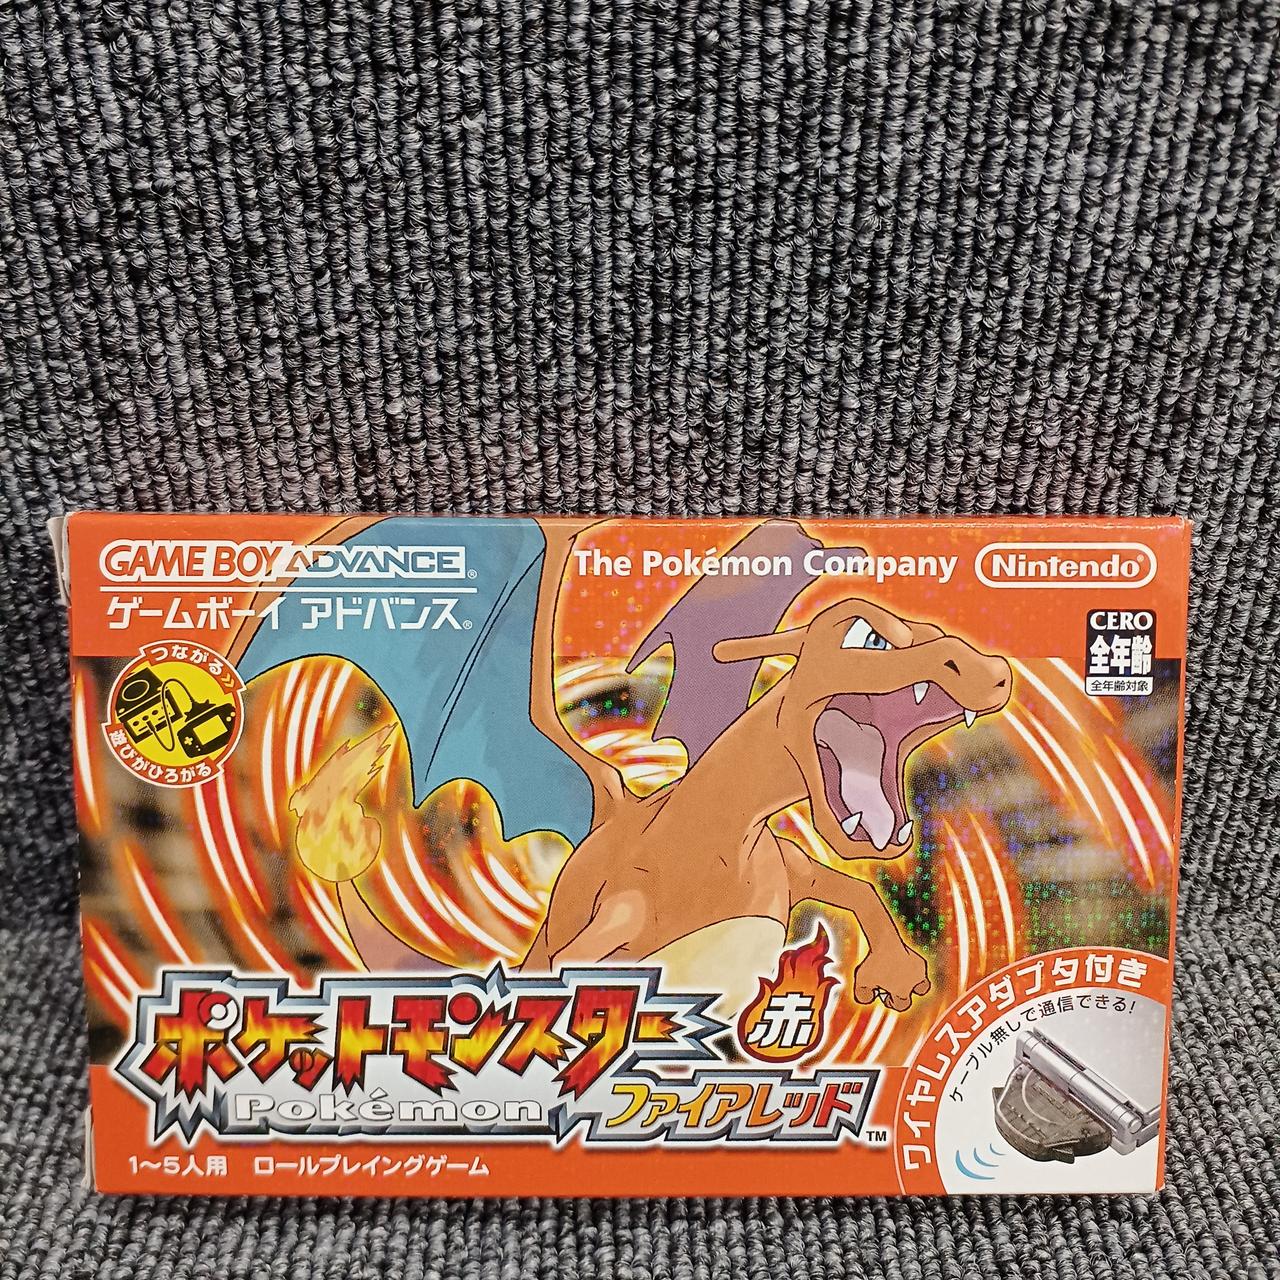 GAME BOY ADVANCE®
ゲームボーイ アドバンス®
The Pokémon Company
Nintendo®
CERO
全年齢
全年齢対象
つながる»
遊びがひろがる
ポケットモンスター
赤
Pokémon
ファイアレッド
TM
1〜5人用 ロールプレイングゲーム
ワイヤレスアダプタ付き
ケーブル無しで通信できる!